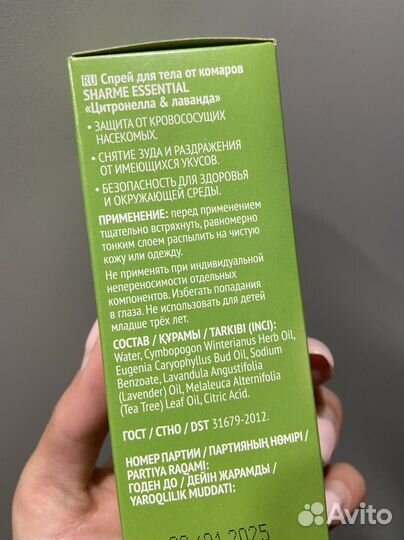 RU Спрей для тела от комаров
SHARME ESSENTIAL
«Цитронелла & лаванда»
• ЗАЩИТА ОТ КРОВОСОСУЩИХ
НАСЕКОМЫХ.
• СНЯТИЕ ЗУДА И РАЗДРАЖЕНИЯ
ОТ ИМЕЮЩИХСЯ УКУСОВ.
• БЕЗОПАСНОСТЬ ДЛЯ ЗДОРОВЬЯ
И ОКРУЖАЮЩЕЙ СРЕДЫ.
ПРИМЕНЕНИЕ: перед применением
тщательно встряхнуть, равномерно
тонким слоем распылить на чистую
кожу или одежду.
Не применять при индивидуальной
непереносимости отдельных
компонентов. Избегать попадания
в глаза. Не использовать для детей
младше трёх лет.
СОСТАВ / ҚҰРАМЫ / TARKIBI (INCI):
Water, Cymbopogon Winterianus Herb Oil,
Eugenia Caryophyllus Bud Oil, Sodium
Benzoate, Lavandula Angustifolia
(Lavender) Oil, Melaleuca Alternifolia
(Tea Tree) Leaf Oil, Citric Acid.
ГОСТ / СТНО / DST 31679-2012.
НОМЕР ПАРТИИ / ПАРТИЯНЫҢ НӨМІРІ /
PARTIYA RAQAMI:
ГОДЕН ДО / ДЕЙІН ЖАРАМДЫ /
YAROQLILIK MUDDATI:
01.2025
Avito